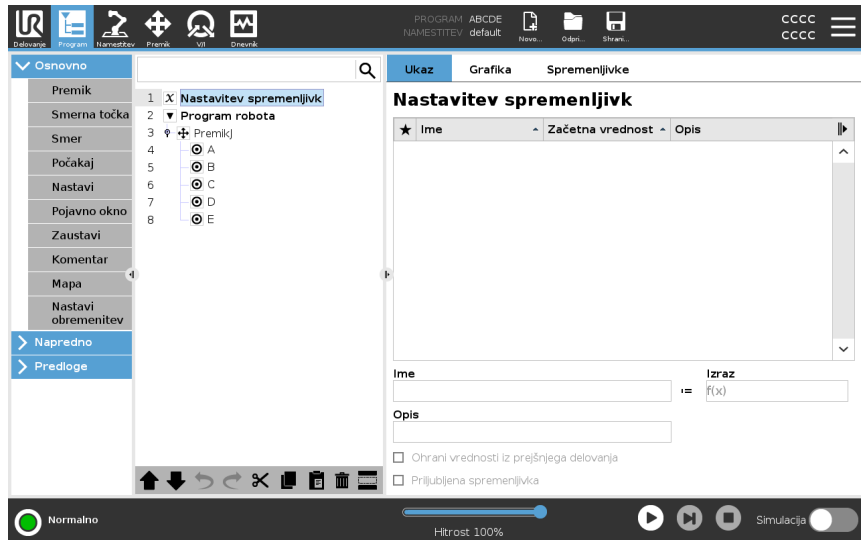 PROGRAM ABCDE
NAMESTITEV default
CCCC
CCCC
Delovanje Program Namestitev Premik V/I Dnevnik Novo... Odpri... Shrani...
Osnovno
Premik
Smerna točka
Smer
Počakaj
Nastavi
Pojavno okno
Zaustavi
Komentar
Mapa
Nastavi
obremenitev
Napredno
Predloge
1 X Nastavitev spremenljivk
2 Program robota
3 PremikJ
4 A
5 B
6 C
7 D
8 E
Ukaz Grafika Spremenljivke
Nastavitev spremenljivk
Ime Začetna vrednost Opis
Ime Izraz
:= f(x)
Opis
Ohrani vrednosti iz prejšnjega delovanja
Priljubljena spremenljivka
Normalno
Hitrost 100%
Simulacija